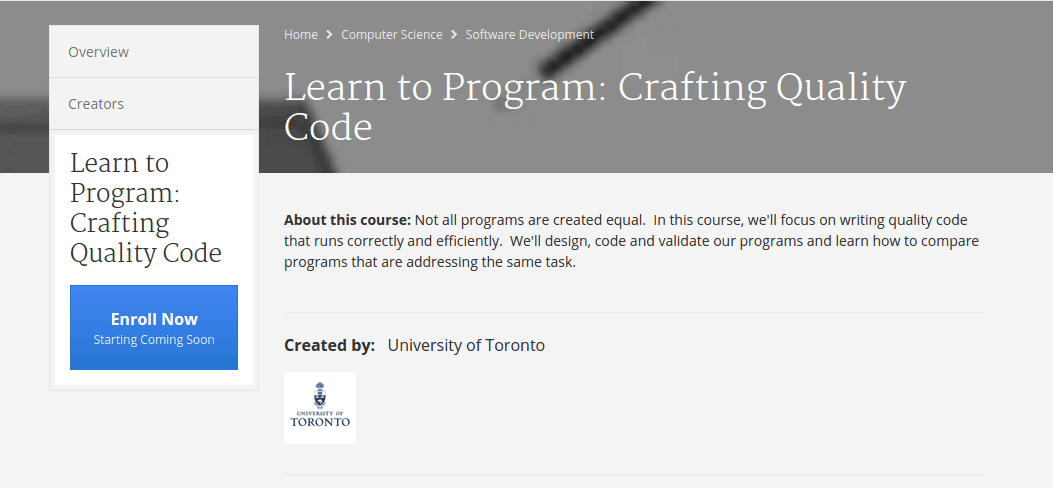 Overview
Creators
Learn to
Program:
Crafting
Quality Code
Enroll Now
Starting Coming Soon
Home > Computer Science > Software Development
Learn to Program: Crafting Quality
Code
About this course: Not all programs are created equal.  In this course, we'll focus on writing quality code
that runs correctly and efficiently.  We'll design, code and validate our programs and learn how to compare
programs that are addressing the same task.
Created by:   University of Toronto
UNIVERSITY OF
TORONTO